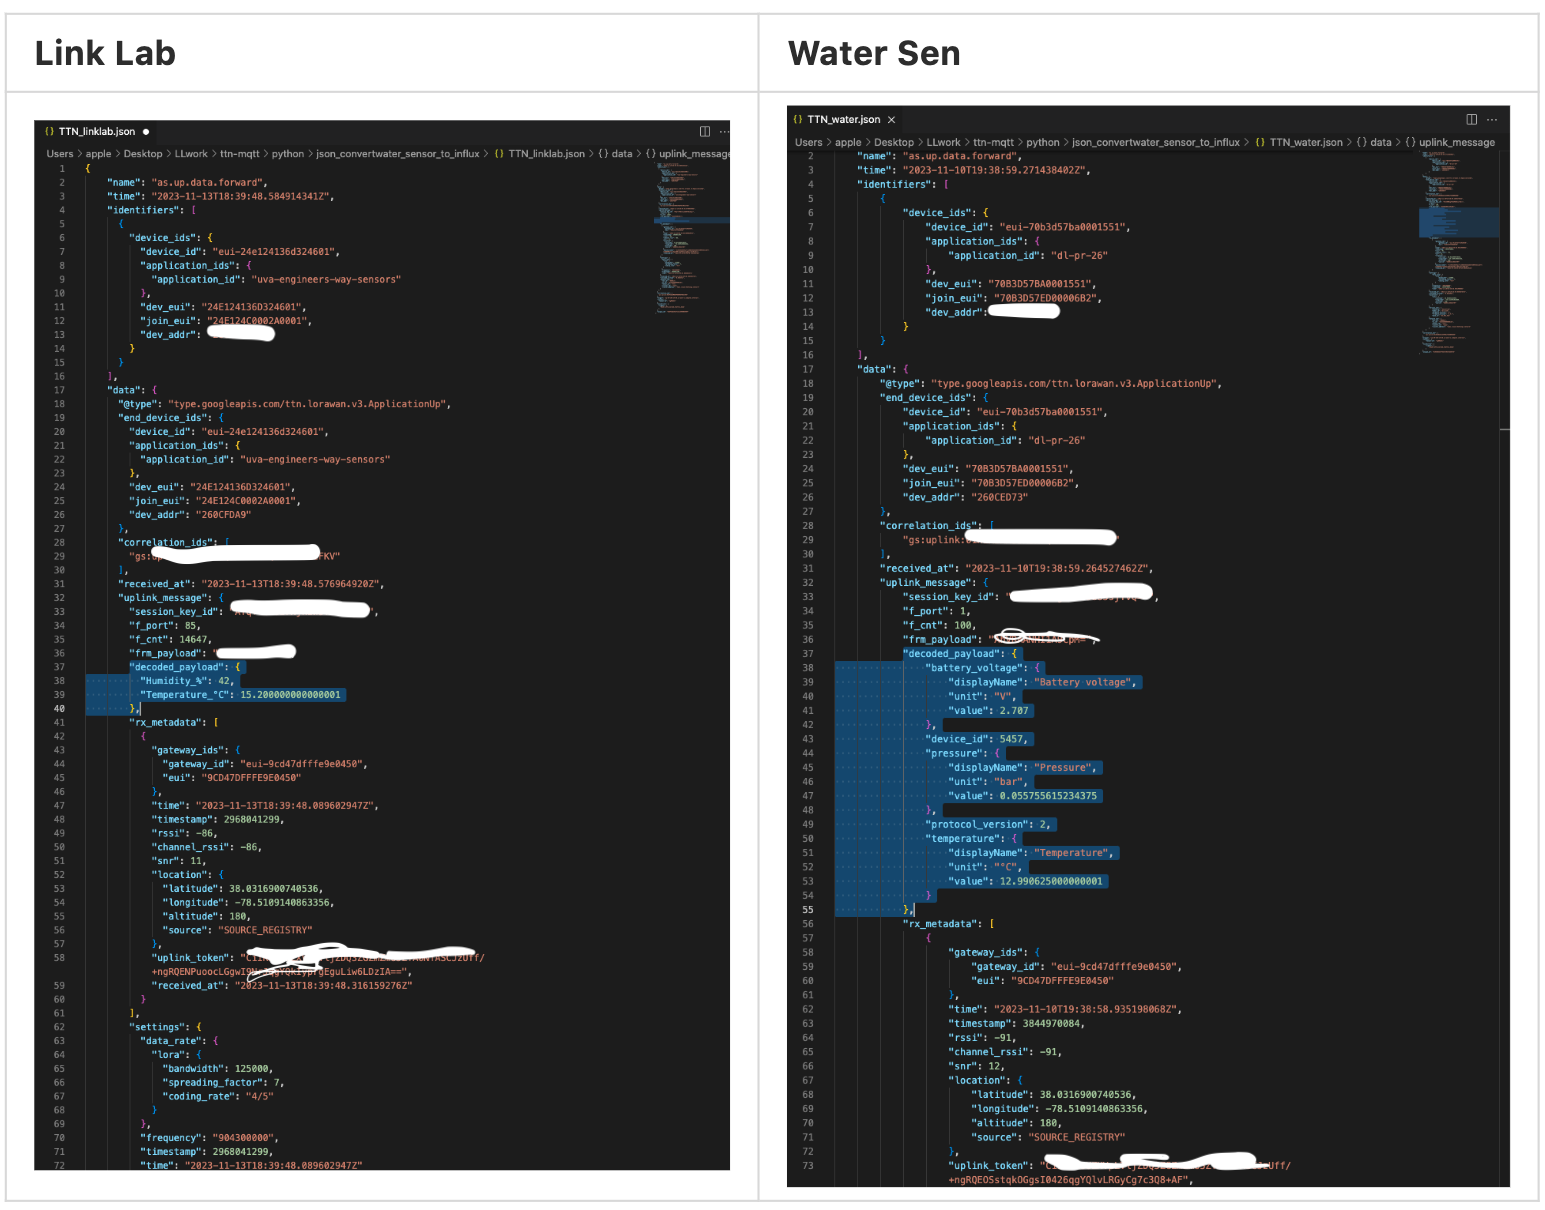 Link Lab
TTN_linklab.json
Users > apple > Desktop > LLwork > ttn-mqtt > python > json_convertwater_sensor_to_influx > {} TTN_linklab.json > {} data > {} uplink_message
1 {
2 "name": "as.up.data.forward",
3 "time": "2023-11-13T18:39:48.584914341Z",
4 "identifiers": [
5 {
6 "device_ids": {
7 "device_id": "eui-24e124136d324601",
8 "application_ids": {
9 "application_id": "uva-engineers-way-sensors"
10 },
11 "dev_eui": "24E124136D324601",
12 "join_eui": "24E124C0002A0001",
13 "dev_addr":
14 }
15 }
16 ],
17 "data": {
18 "@type": "type.googleapis.com/ttn.lorawan.v3.ApplicationUp",
19 "end_device_ids": {
20 "device_id": "eui-24e124136d324601",
21 "application_ids": {
22 "application_id": "uva-engineers-way-sensors"
23 },
24 "dev_eui": "24E124136D324601",
25 "join_eui": "24E124C0002A0001",
26 "dev_addr": "260CFDA9"
27 },
28 "correlation_ids": [
29 "gs: FKV"
30 ],
31 "received_at": "2023-11-13T18:39:48.576964920Z",
32 "uplink_message": {
33 "session_key_id": ",
34 "f_port": 85,
35 "f_cnt": 14647,
36 "frm_payload": "
37 "decoded_payload": {
38 "Humidity_%": 42,
39 "Temperature_°C": 15.200000000000001
40 },
41 "rx_metadata": [
42 {
43 "gateway_ids": {
44 "gateway_id": "eui-9cd47dfffe9e0450",
45 "eui": "9CD47DFFFE9E0450"
46 },
47 "time": "2023-11-13T18:39:48.089602947Z",
48 "timestamp": 2968041299,
49 "rssi": -86,
50 "channel_rssi": -86,
51 "snr": 11,
52 "location": {
53 "latitude": 38.0316900740536,
54 "longitude": -78.5109140863356,
55 "altitude": 180,
56 "source": "SOURCE_REGISTRY"
57 },
58 "uplink_token":
59 "received_at": "2023-11-13T18:39:48.316159276Z"
60 }
61 ],
62 "settings": {
63 "data_rate": {
64 "lora": {
65 "bandwidth": 125000,
66 "spreading_factor": 7,
67 "coding_rate": "4/5"
68 }
69 },
70 "frequency": "904300000",
71 "timestamp": 2968041299,
72 "time": "2023-11-13T18:39:48.089602947Z"
Water Sen
TTN_water.json
Users > apple > Desktop > LLwork > ttn-mqtt > python > json_convertwater_sensor_to_influx > {} TTN_water.json > {} data > {} uplink_message
2 "name": "as.up.data.forward",
3 "time": "2023-11-10T19:38:59.271438402Z",
4 "identifiers": [
5 {
6 "device_ids": {
7 "device_id": "eui-70b3d57ba0001551",
8 "application_ids": {
9 "application_id": "dl-pr-26"
10 },
11 "dev_eui": "70B3D57BA0001551",
12 "join_eui": "70B3D57ED00006B2",
13 "dev_addr":
14 }
15 }
16 ],
17 "data": {
18 "@type": "type.googleapis.com/ttn.lorawan.v3.ApplicationUp",
19 "end_device_ids": {
20 "device_id": "eui-70b3d57ba0001551",
21 "application_ids": {
22 "application_id": "dl-pr-26"
23 },
24 "dev_eui": "70B3D57BA0001551",
25 "join_eui": "70B3D57ED00006B2",
26 "dev_addr": "260CED73"
27 },
28 "correlation_ids": [
29 "gs:uplink:
30 ],
31 "received_at": "2023-11-10T19:38:59.264527462Z",
32 "uplink_message": {
33 "session_key_id": "
34 "f_port": 1,
35 "f_cnt": 100,
36 "frm_payload":
37 "decoded_payload": {
38 "battery_voltage": {
39 "displayName": "Battery voltage",
40 "unit": "V",
41 "value": 2.707
42 },
43 "device_id": 5457,
44 "pressure": {
45 "displayName": "Pressure",
46 "unit": "bar",
47 "value": 0.055755615234375
48 },
49 "protocol_version": 2,
50 "temperature": {
51 "displayName": "Temperature",
52 "unit": "°C",
53 "value": 12.990625000000001
54 }
55 },
56 "rx_metadata": [
57 {
58 "gateway_ids": {
59 "gateway_id": "eui-9cd47dfffe9e0450",
60 "eui": "9CD47DFFFE9E0450"
61 },
62 "time": "2023-11-10T19:38:58.935198068Z",
63 "timestamp": 3844970084,
64 "rssi": -91,
65 "channel_rssi": -91,
66 "snr": 12,
67 "location": {
68 "latitude": 38.0316900740536,
69 "longitude": -78.5109140863356,
70 "altitude": 180,
71 "source": "SOURCE_REGISTRY"
72 },
73 "uplink_token":
+ngRQEOSstqkOGgsI0426qgYQlvLRGyCg7c3Q8+AF",